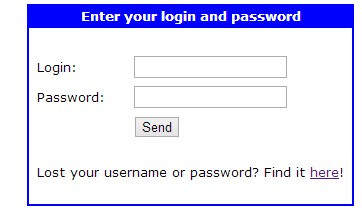 Enter your login and password
Login:
Password:
Send
Lost your username or password? Find it here!